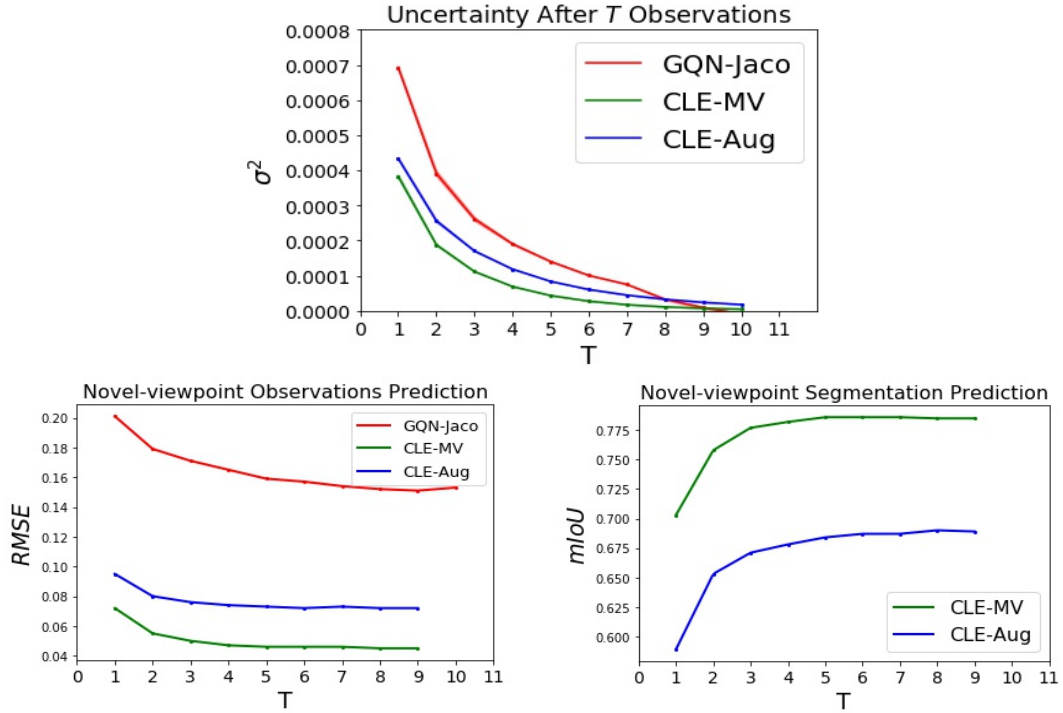 Uncertainty After T Observations
0.0008
0.0007
0.0006
0.0005
0.0004
0.0003
0.0002
0.0001
0.0000
σ²
GQN-Jaco
CLE-MV
CLE-Aug
0 1 2 3 4 5 6 7 8 9 10 11
T
Novel-viewpoint Observations Prediction
0.20
0.18
0.16
0.14
0.12
0.10
0.08
0.06
0.04
RMSE
GQN-Jaco
CLE-MV
CLE-Aug
0 1 2 3 4 5 6 7 8 9 10 11
T
Novel-viewpoint Segmentation Prediction
0.775
0.750
0.725
0.700
0.675
0.650
0.625
0.600
mIoU
CLE-MV
CLE-Aug
0 1 2 3 4 5 6 7 8 9 10 11
T